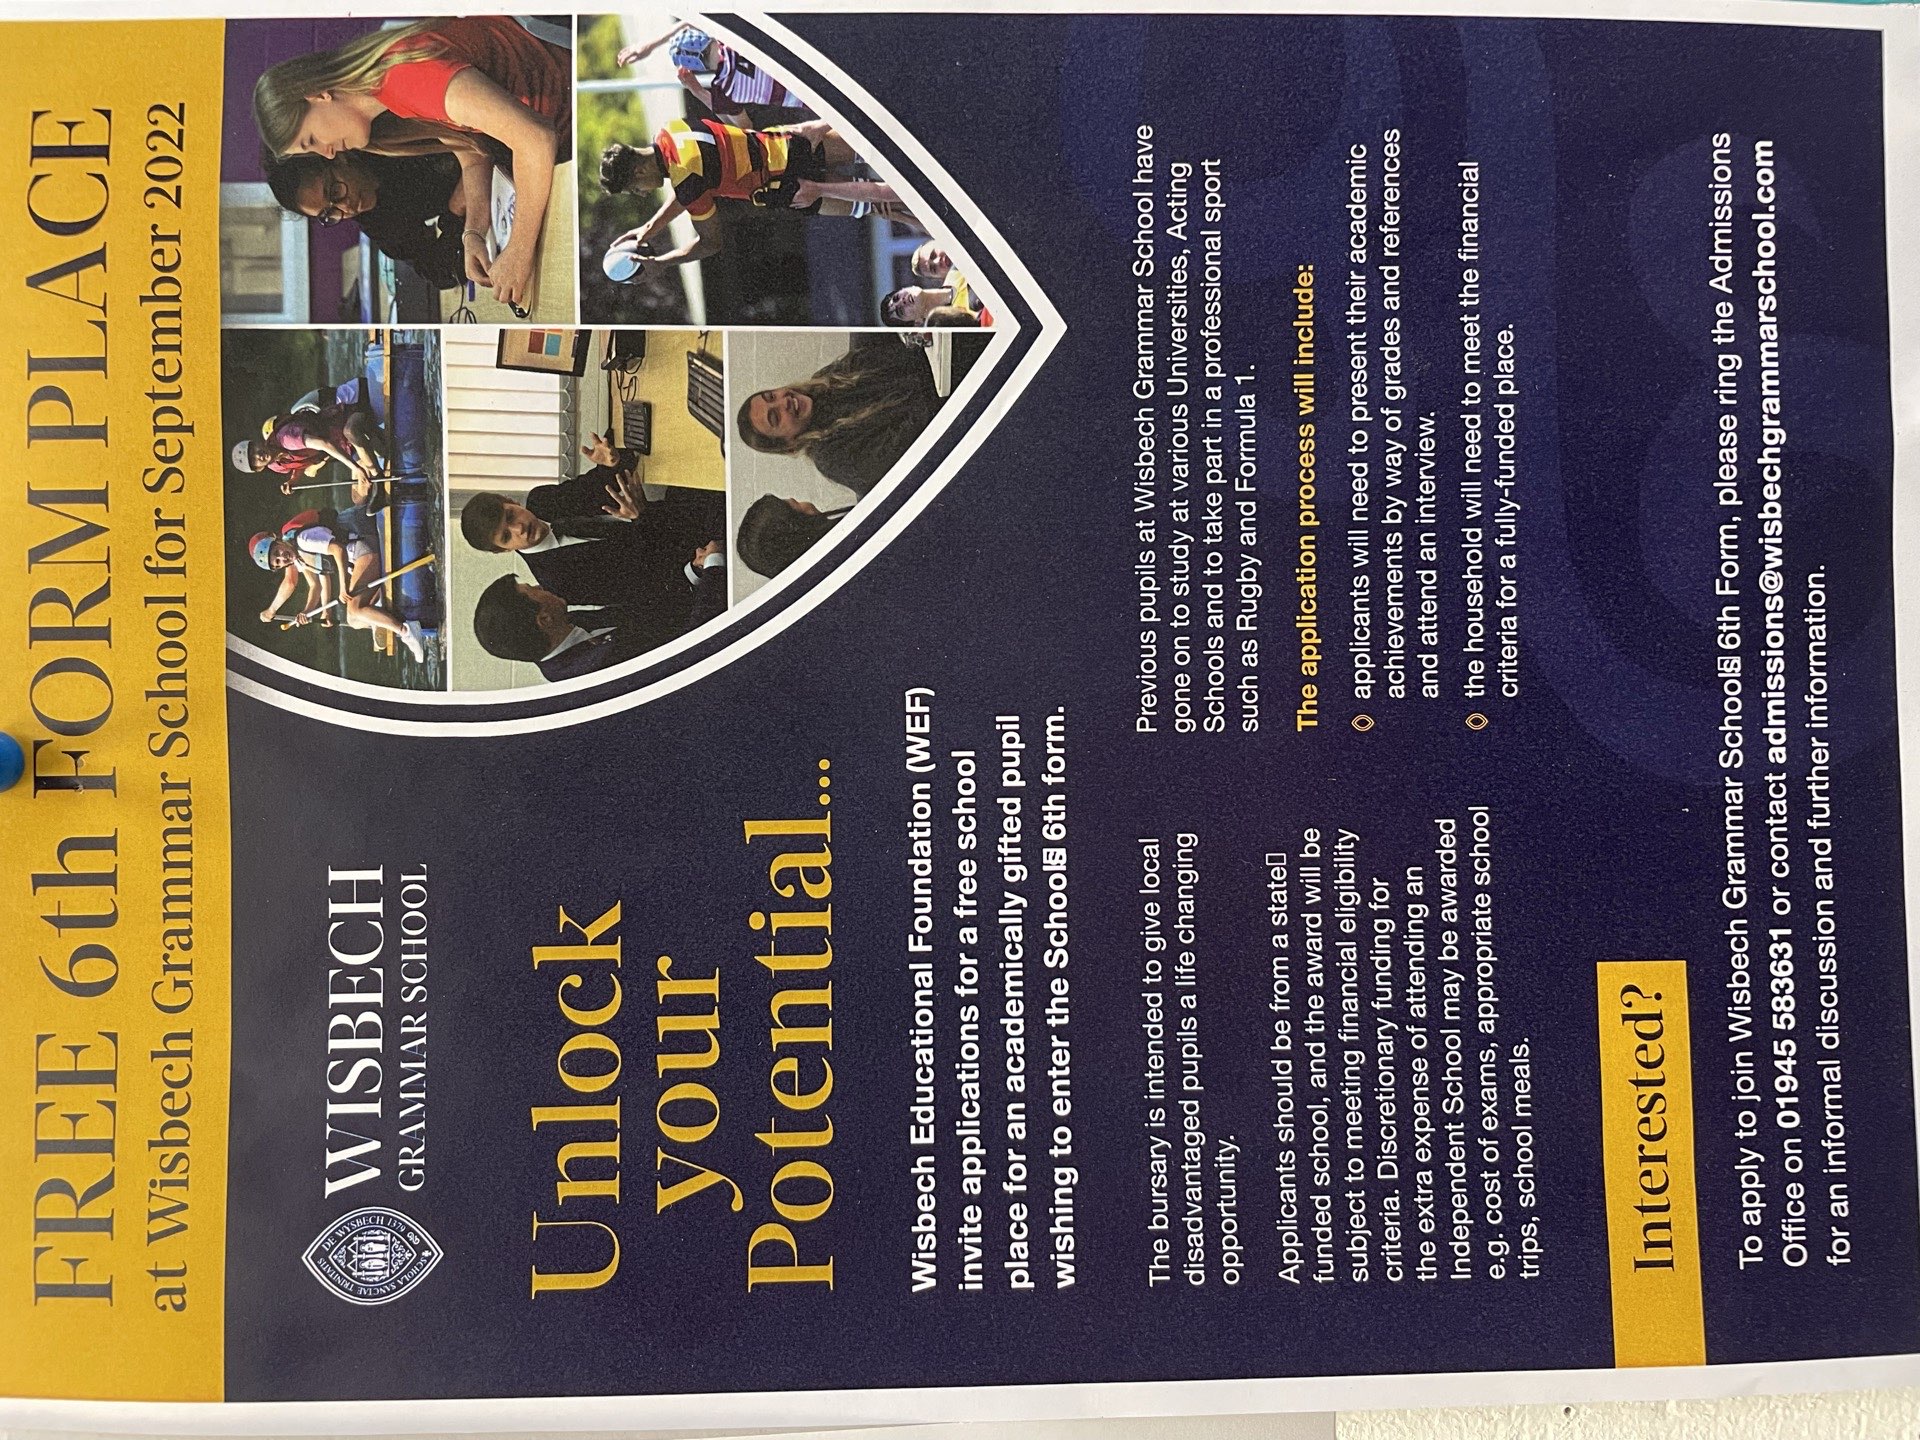 FREE 6th FORM PLACE
at Wisbech Grammar School for September 2022
SCHOLA SANCTAE TRINITATIS DE WYSBECH 1379
WISBECH
GRAMMAR SCHOOL
Unlock
your
Potential...
Wisbech Educational Foundation (WEF)
invite applications for a free school
place for an academically gifted pupil
wishing to enter the Schools 6th form.
The bursary is intended to give local
disadvantaged pupils a life changing
opportunity.
Applicants should be from a state▯
funded school, and the award will be
subject to meeting financial eligibility
criteria. Discretionary funding for
the extra expense of attending an
Independent School may be awarded
e.g. cost of exams, appropriate school
trips, school meals.
Previous pupils at Wisbech Grammar School have
gone on to study at various Universities, Acting
Schools and to take part in a professional sport
such as Rugby and Formula 1.
The application process will include:
applicants will need to present their academic
achievements by way of grades and references
and attend an interview.
the household will need to meet the financial
criteria for a fully-funded place.
Interested?
To apply to join Wisbech Grammar Schools 6th Form, please ring the Admissions
Office on 01945 583631 or contact admissions@wisbechgrammarschool.com
for an informal discussion and further information.